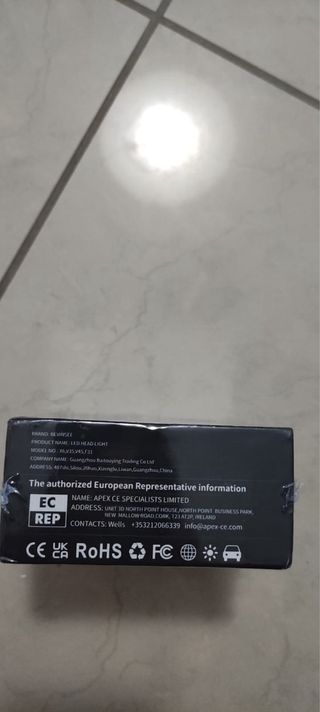 BRAND: BEVINSEE
PRODUCT NAME: LED HEAD LIGHT
COMPANY NAME: Guangzhou Baitouying Trading Co Ltd
The authorized European Representative information
EC
REP
NAME: APEX CE SPECIALISTS LIMITED
ADDRESS: UNIT 3D NORTH POINT HOUSE,NORTH POINT BUSINESS PARK,
NEW MALLOW ROAD,CORK, T23 AT2P, IRELAND
CONTACTS: Wells +353212066339 info@apex-ce.com
CE UK CA RoHS FC